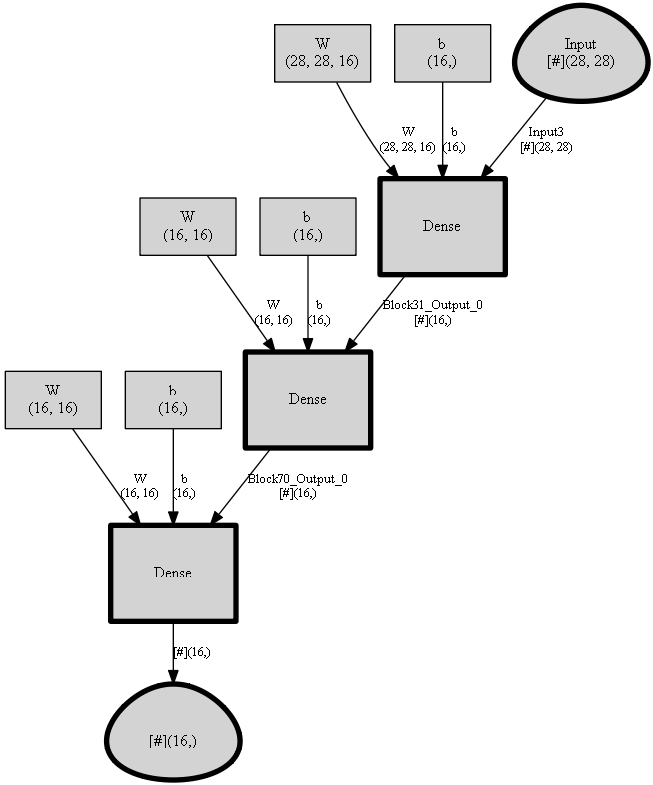 W
(28, 28, 16)
b
(16,)
Input
[#](28, 28)
W
(28, 28, 16)
b
(16,)
Input3
[#](28, 28)
Dense
W
(16, 16)
b
(16,)
W
(16, 16)
b
(16,)
Block31_Output_0
[#](16,)
Dense
W
(16, 16)
b
(16,)
W
(16, 16)
b
(16,)
Block70_Output_0
[#](16,)
Dense
[#](16,)
[#](16,)